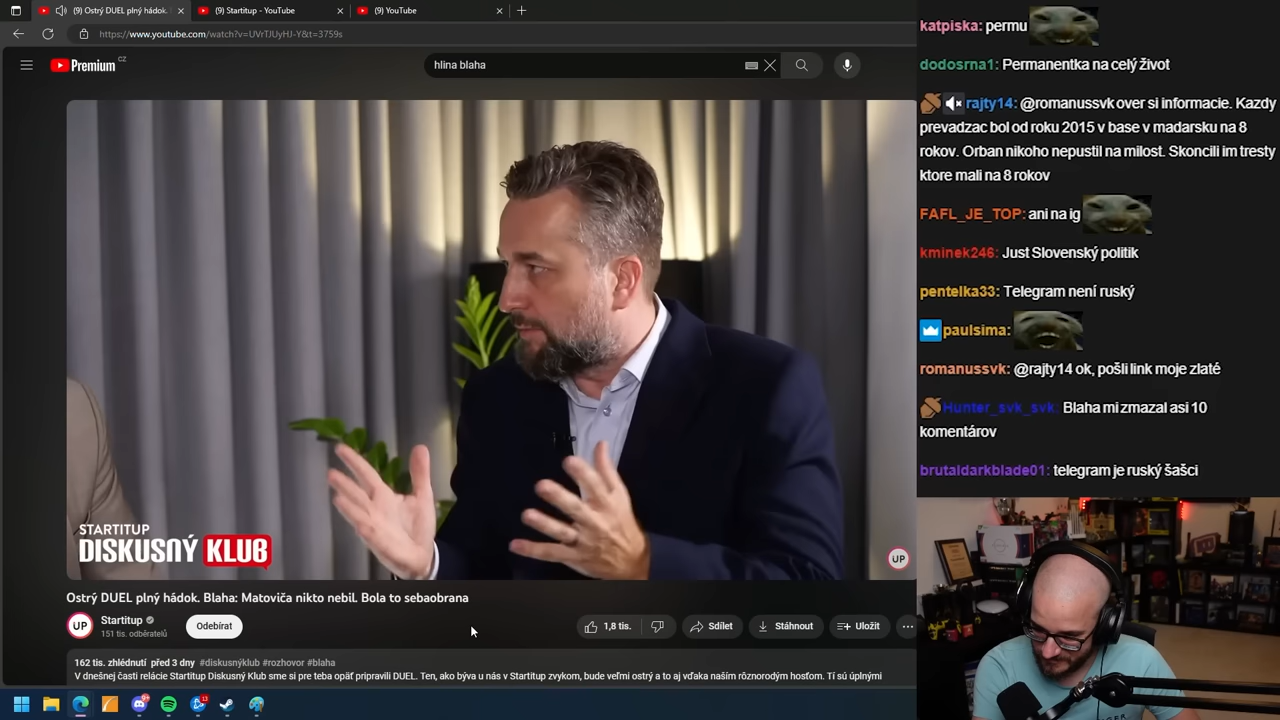 (9) Ostrý DUEL plný hádok.
(9) Startitup - YouTube
(9) YouTube
https://www.youtube.com/watch?v=UVrTJUyHJ-Y&t=3759s
Premium CZ
hlina blaha
STARTITUP
DISKUSNÝ KLUB
UP
Ostrý DUEL plný hádok. Blaha: Matoviča nikto nebil. Bola to sebaobrana
UP
Startitup
151 tis. odběratelů
Odebírat
1,8 tis.
Sdílet
Stáhnout
Uložit
162 tis. zhlédnutí před 3 dny #diskusnýklub #rozhovor #blaha
V dnešnej časti relácie Startitup Diskusný Klub sme si pre teba opäť pripravili DUEL. Ten, ako býva u nás v Startitup zvykom, bude veľmi ostrý a to aj vďaka naším rôznorodým hosťom. Tí sú úplnými
katpiska: permu
dodosrna1: Permanentka na celý život
rajty14: @romanussvk over si informacie. Kazdy
prevadzac bol od roku 2015 v base v madarsku na 8
rokov. Orban nikoho nepustil na milost. Skoncili im tresty
ktore mali na 8 rokov
FAFL_JE_TOP: ani na ig
kminek246: Just Slovenský politik
pentelka33: Telegram není ruský
paulsima:
romanussvk: @rajty14 ok, pošli link moje zlaté
Hunter_svk_svk: Blaha mi zmazal asi 10
komentárov
brutaldarkblade01: telegram je ruský šašci